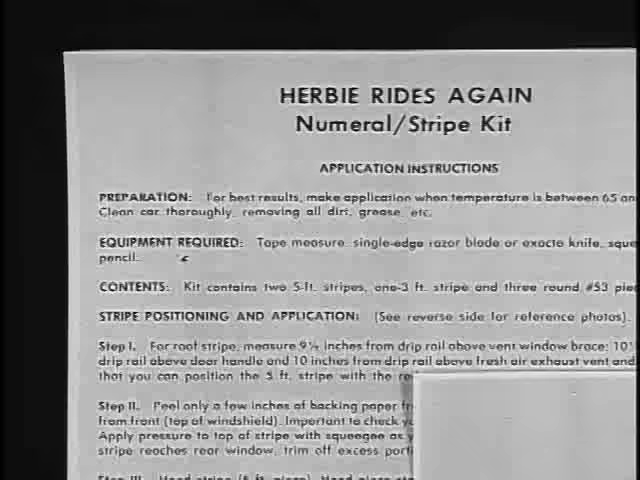 HERBIE RIDES AGAIN
Numeral/Stripe Kit
APPLICATION INSTRUCTIONS
PREPARATION: For best results, make application when temperature is between 65
Clean car thoroughly, removing all dirt, grease, etc.
EQUIPMENT REQUIRED: Tape measure, single-edge razor blade or exacto knife,
pencil.
CONTENTS: Kit contains two 5-ft. stripes, one-3 ft. stripe and three round #53
STRIPE POSITIONING AND APPLICATION: (See reverse side for reference photos).
Step I. For roof stripe, measure 9¼ inches from drip rail above vent window brace; 10
drip rail above door handle and 10 inches from drip rail above fresh air exhaust vent and
that you can position the 5 ft. stripe with the
Step II. Peel only a few inches of backing paper
from front (top of windshield). Important to check
Apply pressure to top of stripe with squeegee as
stripe reaches rear window, trim off excess
Step III.